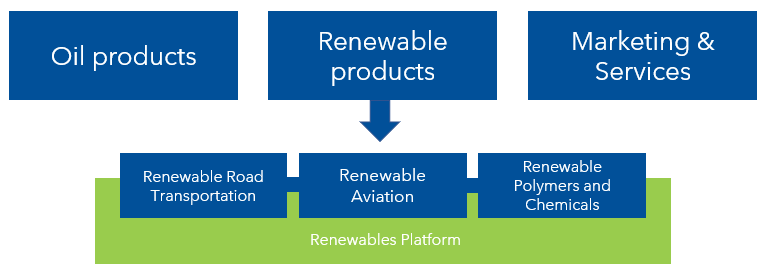 Oil products
Renewable
products
Marketing &
Services
Renewable Road
Transportation
Renewable
Aviation
Renewable
Polymers and
Chemicals
Renewables Platform